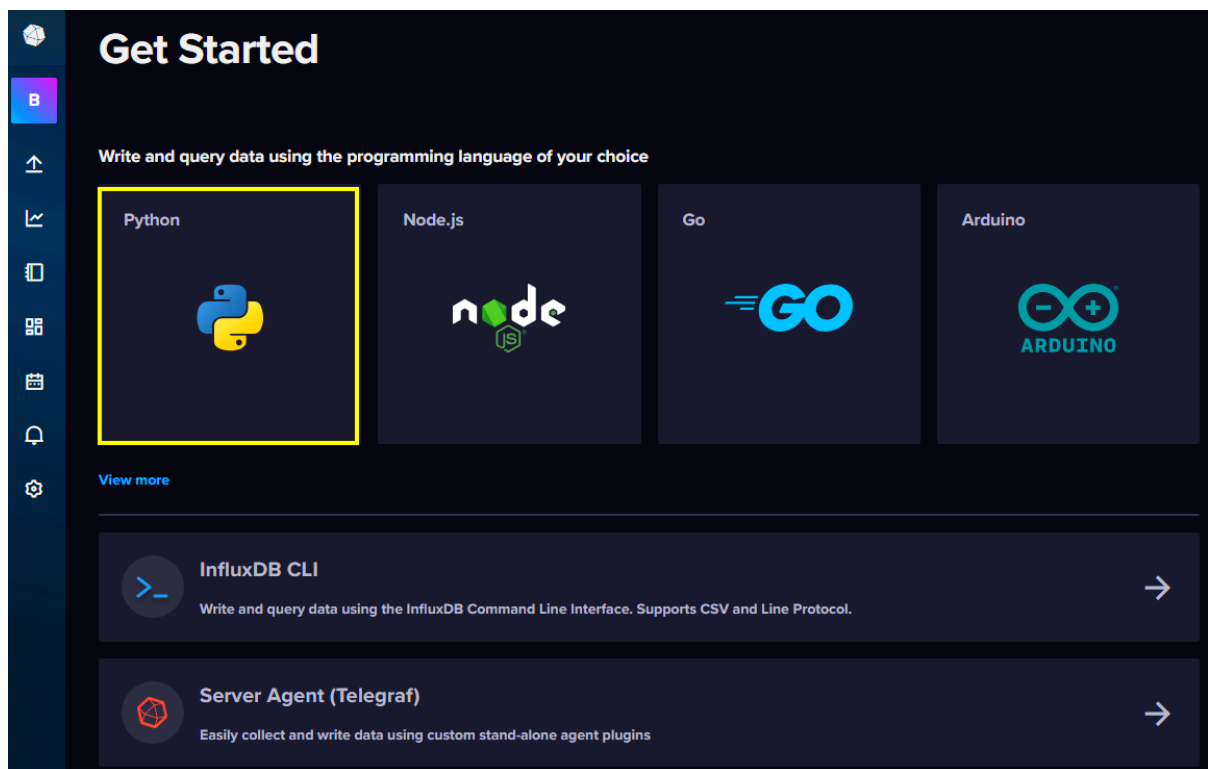 Get Started
B
Write and query data using the programming language of your choice
Python
Node.js
Go
Arduino
node
JS
GO
ARDUINO
View more
InfluxDB CLI
>_
Write and query data using the InfluxDB Command Line Interface. Supports CSV and Line Protocol.
Server Agent (Telegraf)
Easily collect and write data using custom stand-alone agent plugins